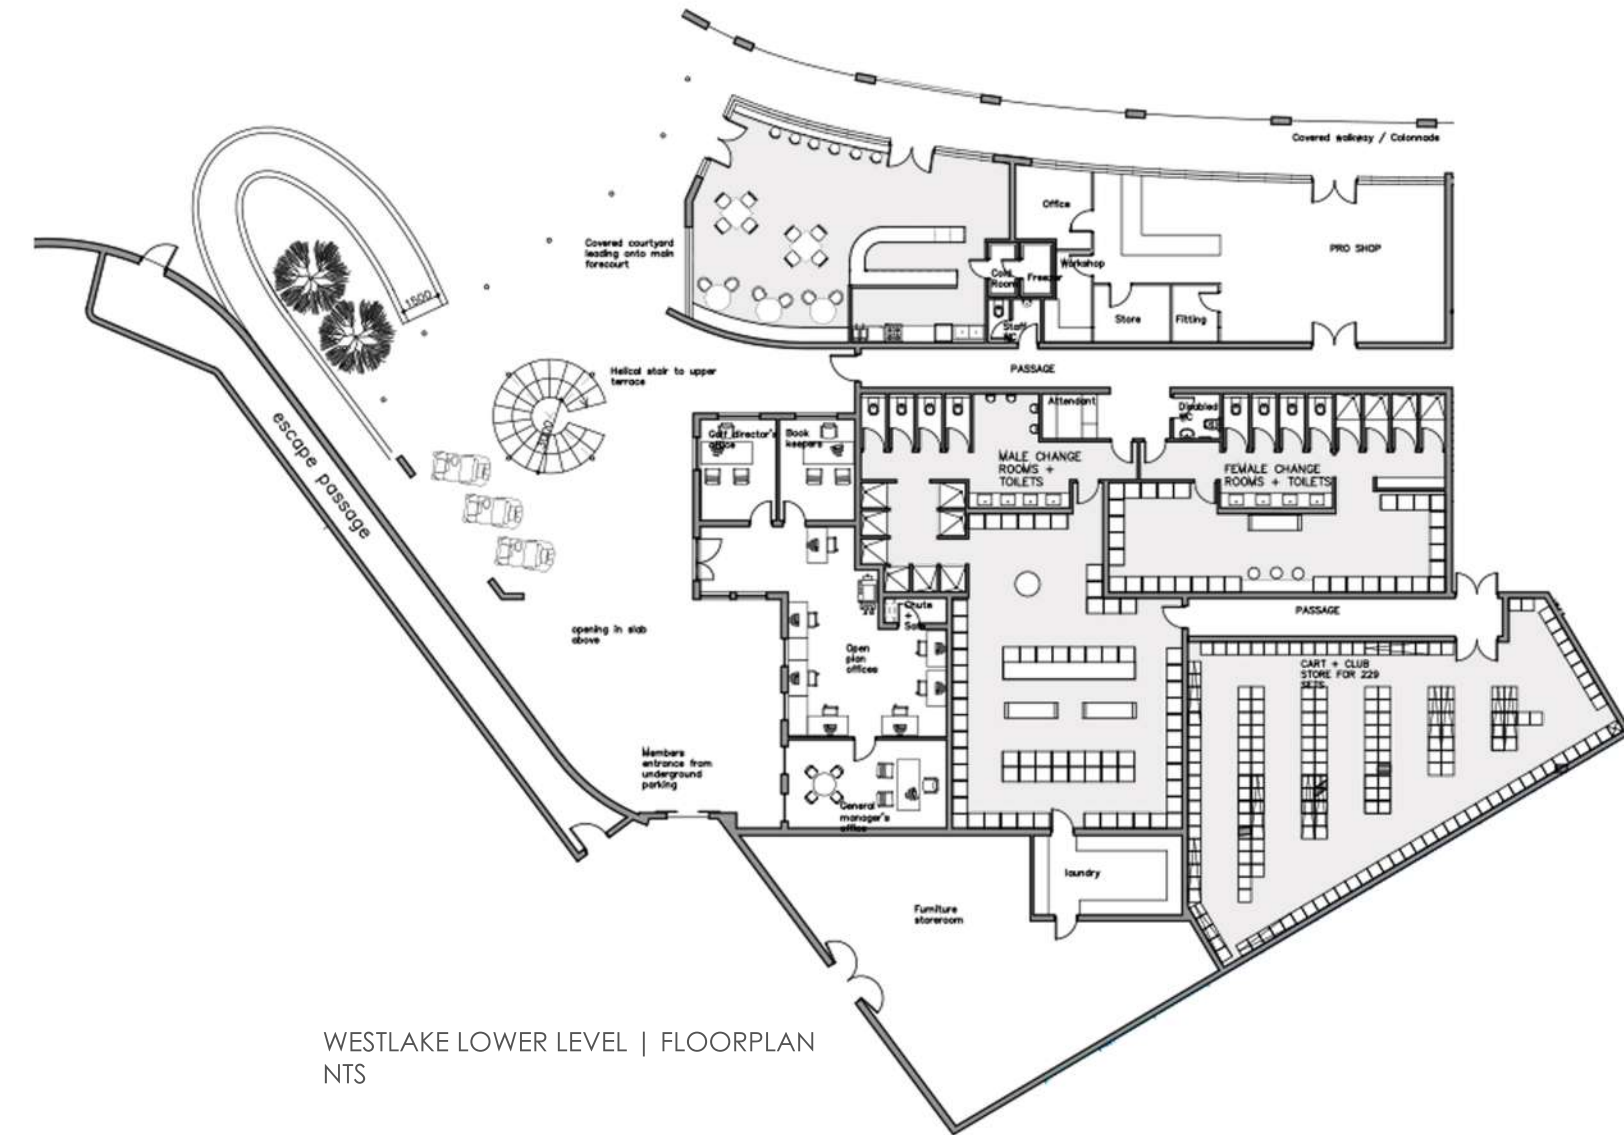 Covered walkway / Colonnade
Office
PRO SHOP
Covered courtyard
leading onto main
forecourt
Cold
Room
Freezer
Workshop
1500
Store
Fitting
Staff
WC
PASSAGE
Helical stair to upper
terrace
Attendant
Disabled
WC
Golf director's
office
Book
keepers
escape passage
MALE CHANGE
ROOMS +
TOILETS
FEMALE CHANGE
ROOMS + TOILETS
Chute
+
PASSAGE
opening in slab
above
Open
plan
offices
CART + CLUB
STORE FOR 229
SETS
Members
entrance from
underground
parking
General
manager's
office
laundry
Furniture
storeroom
WESTLAKE LOWER LEVEL | FLOORPLAN
NTS